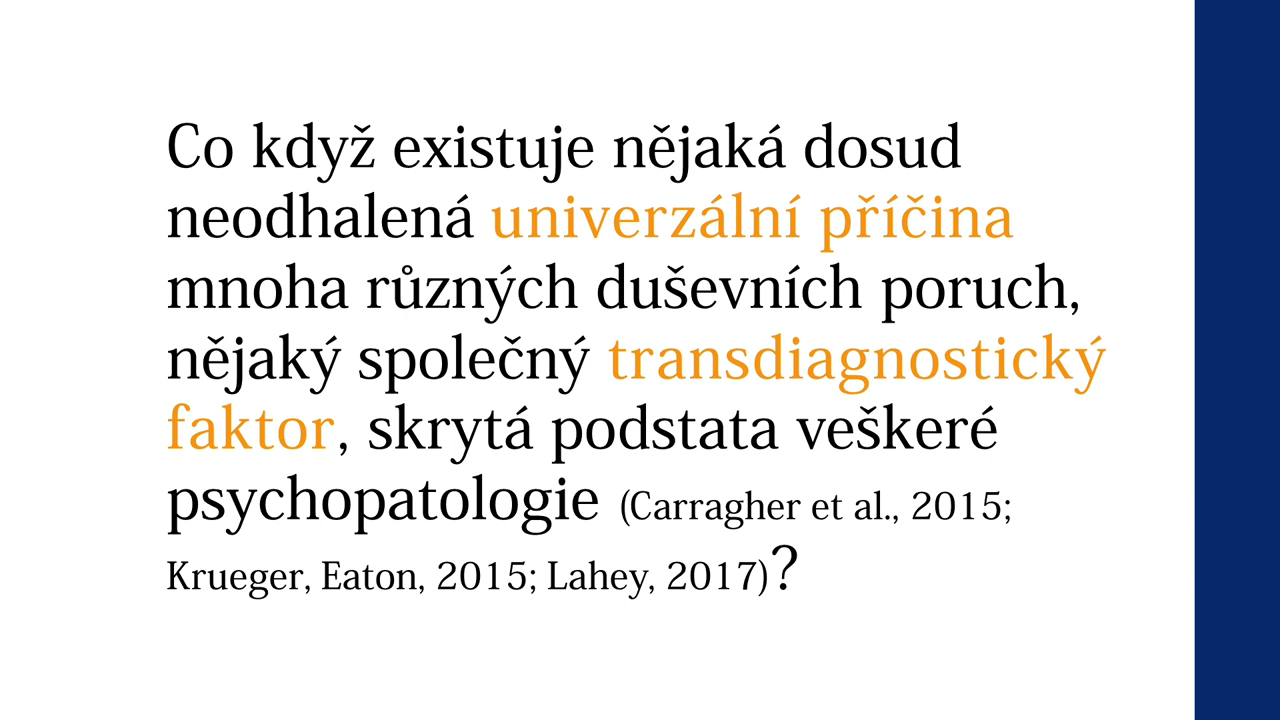 Co když existuje nějaká dosud
neodhalená univerzální příčina
mnoha různých duševních poruch,
nějaký společný transdiagnostický
faktor, skrytá podstata veškeré
psychopatologie (Carragher et al., 2015;
Krueger, Eaton, 2015; Lahey, 2017)?